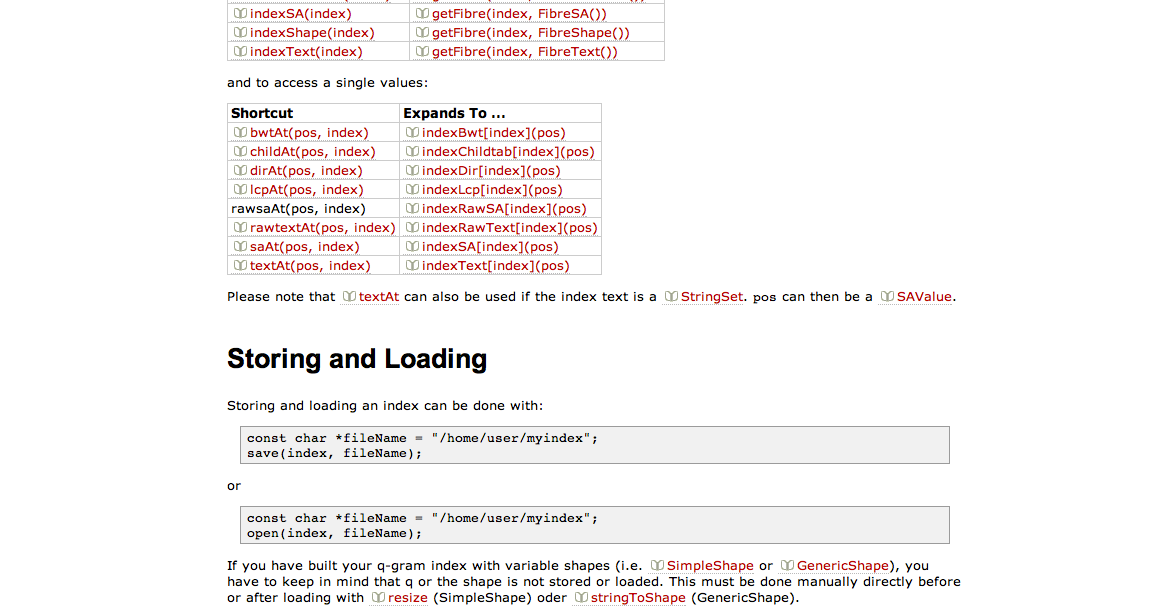 indexSA(index) getFibre(index, FibreSA())
indexShape(index) getFibre(index, FibreShape())
indexText(index) getFibre(index, FibreText())
and to access a single values:
Shortcut Expands To ...
bwtAt(pos, index) indexBwt[index](pos)
childAt(pos, index) indexChildtab[index](pos)
dirAt(pos, index) indexDir[index](pos)
lcpAt(pos, index) indexLcp[index](pos)
rawsaAt(pos, index) indexRawSA[index](pos)
rawtextAt(pos, index) indexRawText[index](pos)
saAt(pos, index) indexSA[index](pos)
textAt(pos, index) indexText[index](pos)
Please note that textAt can also be used if the index text is a StringSet. pos can then be a SAValue.
Storing and Loading
Storing and loading an index can be done with:
const char *fileName = "/home/user/myindex";
save(index, fileName);
or
const char *fileName = "/home/user/myindex";
open(index, fileName);
If you have built your q-gram index with variable shapes (i.e. SimpleShape or GenericShape), you
have to keep in mind that q or the shape is not stored or loaded. This must be done manually directly before
or after loading with resize (SimpleShape) oder stringToShape (GenericShape).